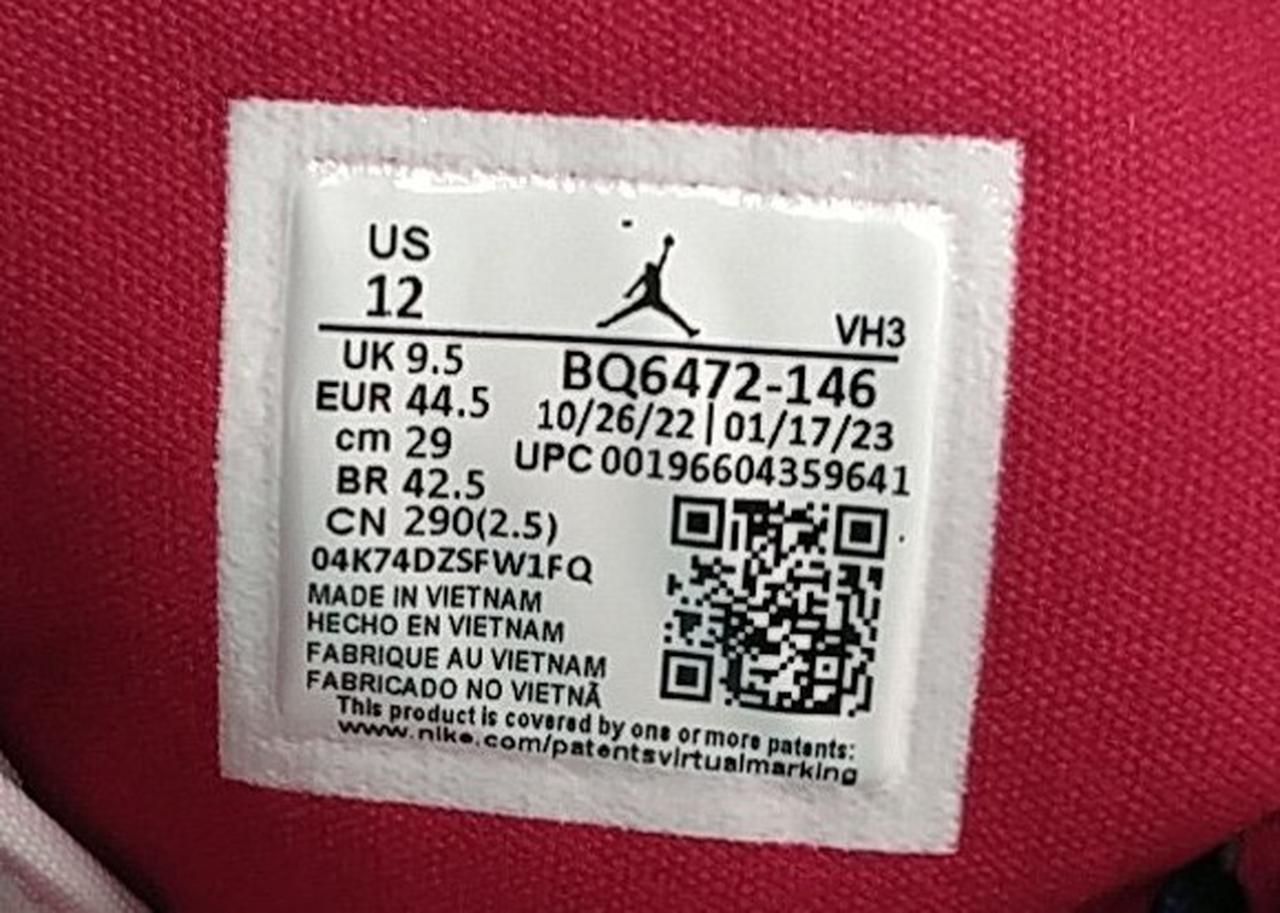 US
12
VH3
UK 9.5
EUR 44.5
cm 29
BR 42.5
CN 290(2.5)
04K74DZSFW1FQ
BQ6472-146
10/26/22 | 01/17/23
UPC 00196604359641
MADE IN VIETNAM
HECHO EN VIETNAM
FABRIQUE AU VIETNAM
FABRICADO NO VIETNÃ
This product is covered by one or more patents:
www.nike.com/patentsvirtualmarking